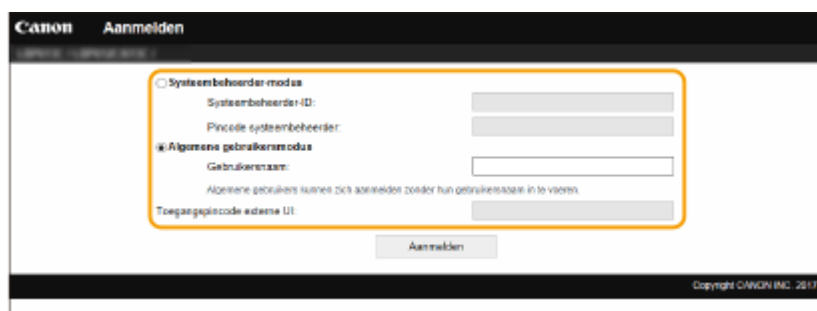 Canon Aanmelden
Systeembeheerder-modus
Systeembeheerder-ID:
Pincode systeembeheerder:
Algemene gebruikersmodus
Gebruikersnaam:
Algemene gebruikers kunnen zich aanmelden zonder hun gebruikersnaam in te voeren.
Toegangspincode externe UI:
Aanmelden
Copyright CANON INC. 2017